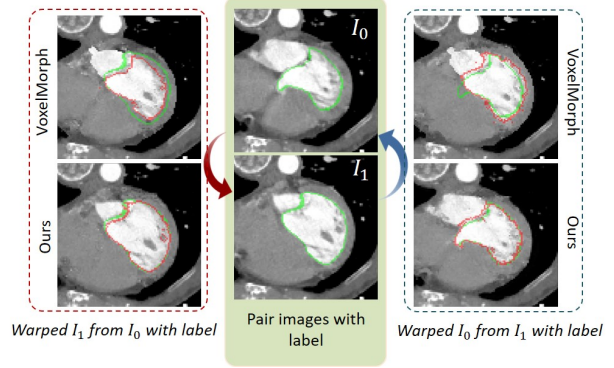 VoxelMorph
Ours
Warped I₁ from I₀ with label
I₀
I₁
Pair images with
label
VoxelMorph
Ours
Warped I₀ from I₁ with label